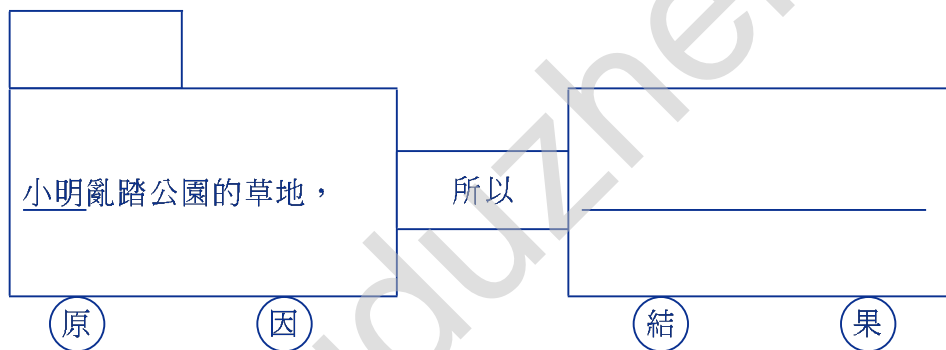 小明亂踏公園的草地，
所以
原 因 結 果